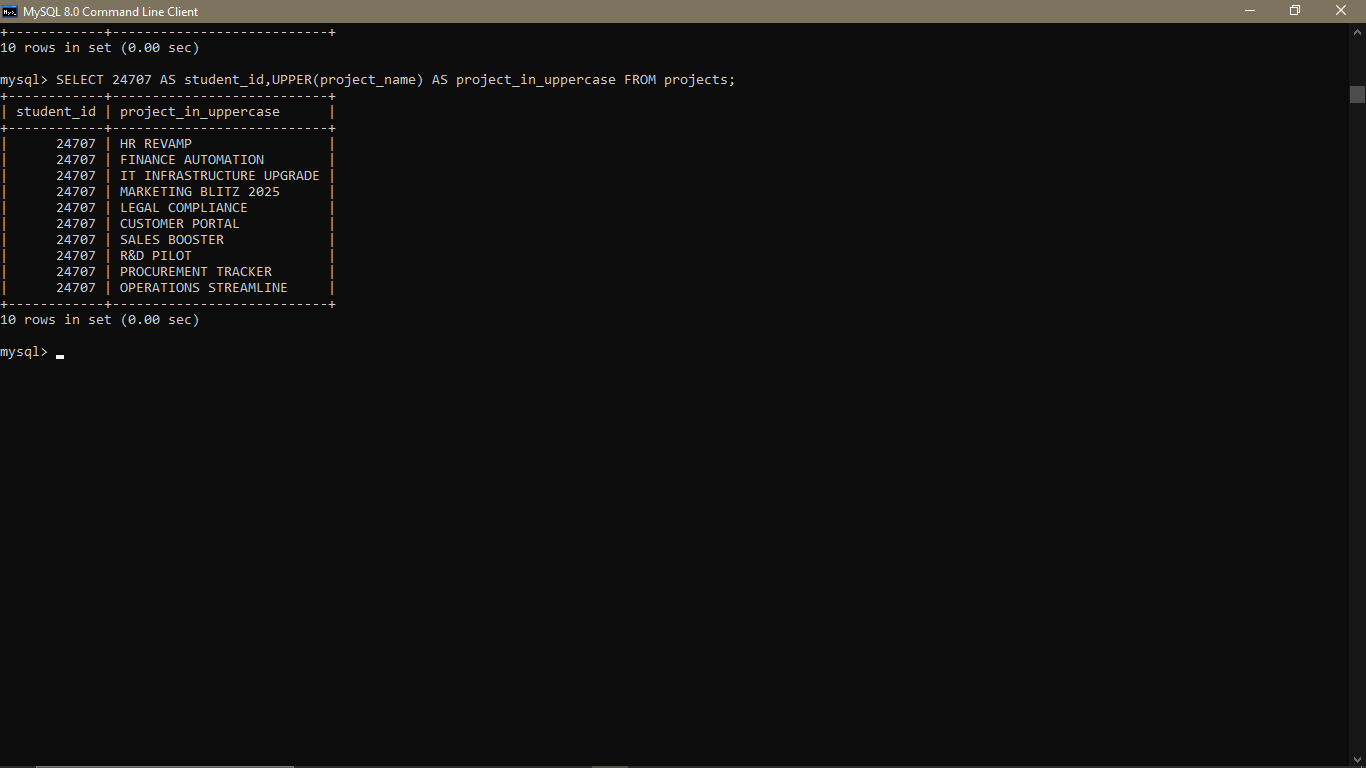 MySQL 8.0 Command Line Client
+------------+---------------------------+
10 rows in set (0.00 sec)
mysql> SELECT 24707 AS student_id,UPPER(project_name) AS project_in_uppercase FROM projects;
+------------+---------------------------+
| student_id | project_in_uppercase      |
+------------+---------------------------+
|      24707 | HR REVAMP                 |
|      24707 | FINANCE AUTOMATION        |
|      24707 | IT INFRASTRUCTURE UPGRADE |
|      24707 | MARKETING BLITZ 2025      |
|      24707 | LEGAL COMPLIANCE          |
|      24707 | CUSTOMER PORTAL           |
|      24707 | SALES BOOSTER             |
|      24707 | R&D PILOT                 |
|      24707 | PROCUREMENT TRACKER       |
|      24707 | OPERATIONS STREAMLINE     |
+------------+---------------------------+
10 rows in set (0.00 sec)
mysql>